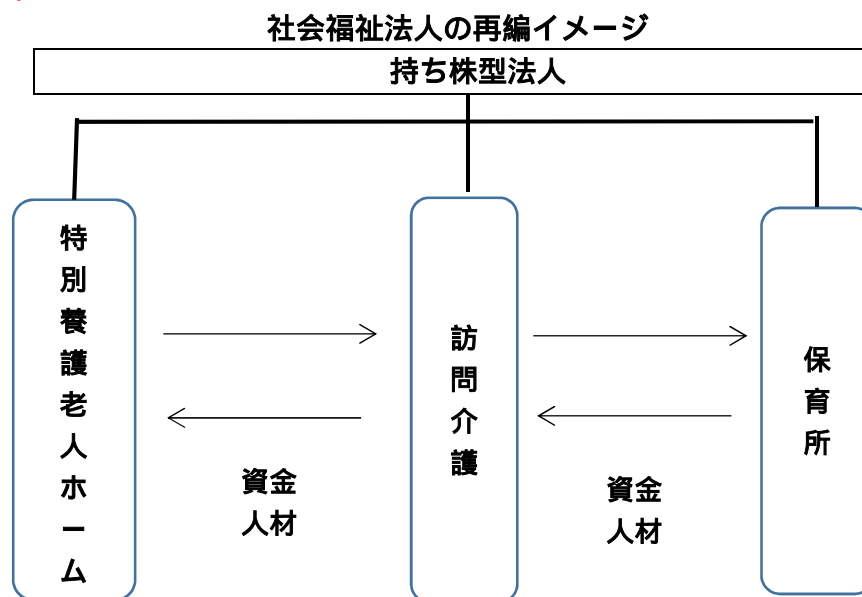 社会福祉法人の再編イメージ
持ち株型法人
特別養護老人ホーム
訪問介護
保育所
資金
人材
資金
人材